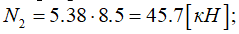 N₂ = 5.38 · 8.5 = 45.7[кН];